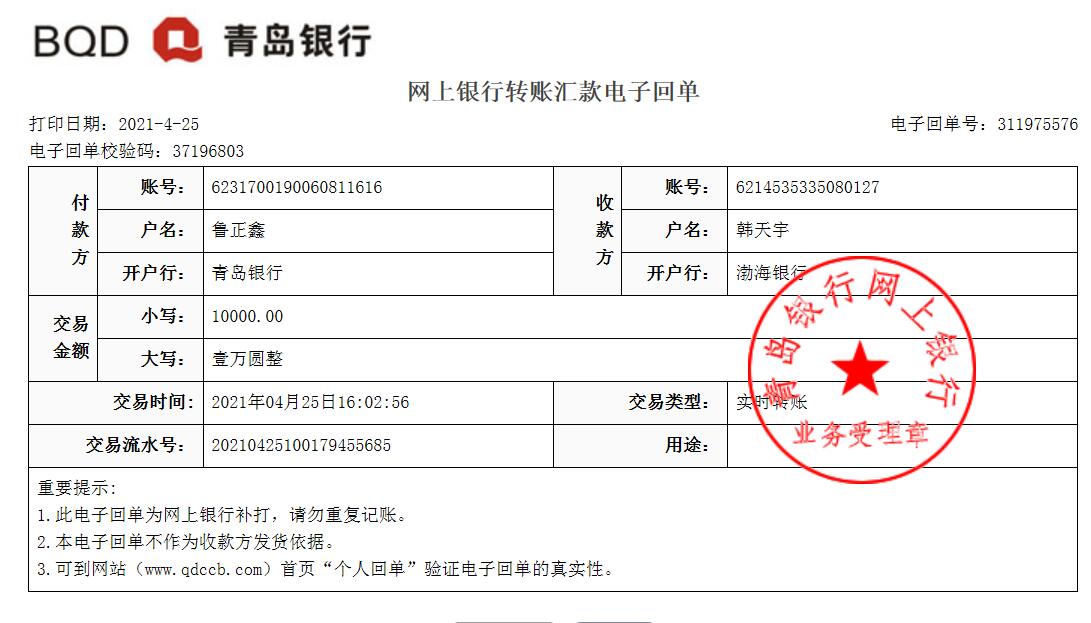 BQD 青岛银行
网上银行转账汇款电子回单
打印日期：2021-4-25 电子回单号：311975576
电子回单校验码：37196803
付款方 账号： 6231700190060811616 收款方 账号： 6214535335080127
户名： 鲁正鑫 户名： 韩天宇
开户行： 青岛银行 开户行： 渤海银行
交易金额 小写： 10000.00
大写： 壹万圆整
交易时间： 2021年04月25日16:02:56 交易类型： 实时转账
交易流水号： 20210425100179455685 用途：
青岛银行网上银行
业务受理章
重要提示:
1.此电子回单为网上银行补打，请勿重复记账。
2.本电子回单不作为收款方发货依据。
3.可到网站（www.qdccb.com）首页“个人回单”验证电子回单的真实性。